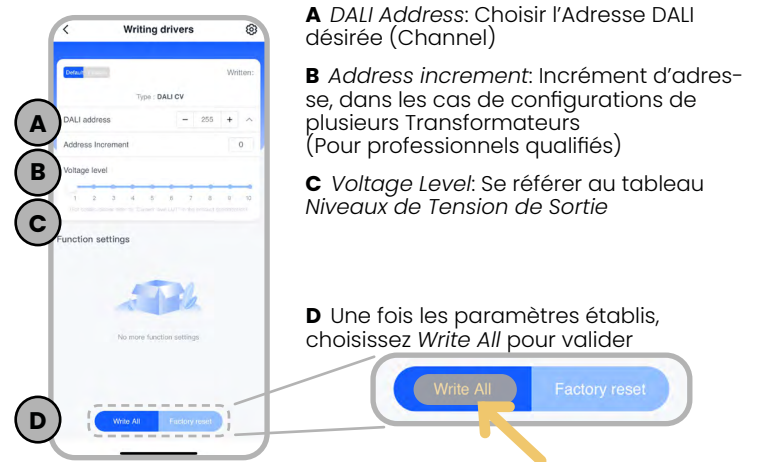 Writing drivers
Default
Written:
Type : DALI CV
A
DALI address
− 255 +
Address Increment
0
B
Voltage level
1 2 3 4 5 6 7 8 9 10
C
Function settings
No more function settings
D
Write All
Factory reset
A DALI Address: Choisir l'Adresse DALI
désirée (Channel)
B Address increment: Incrément d'adres-
se, dans les cas de configurations de
plusieurs Transformateurs
(Pour professionnels qualifiés)
C Voltage Level: Se référer au tableau
Niveaux de Tension de Sortie
D Une fois les paramètres établis,
choisissez Write All pour valider
Write All
Factory reset